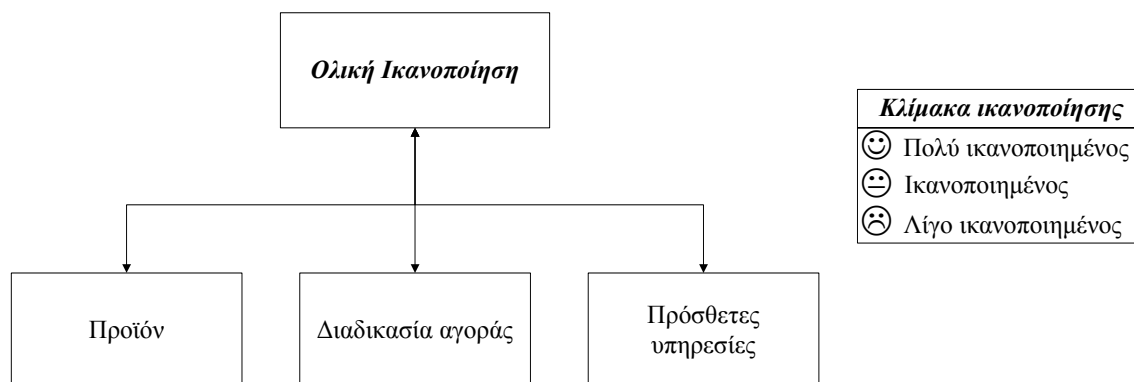 Ολική Ικανοποίηση
Κλίμακα ικανοποίησης
Πολύ ικανοποιημένος
Ικανοποιημένος
Λίγο ικανοποιημένος
Προϊόν
Διαδικασία αγοράς
Πρόσθετες
υπηρεσίες